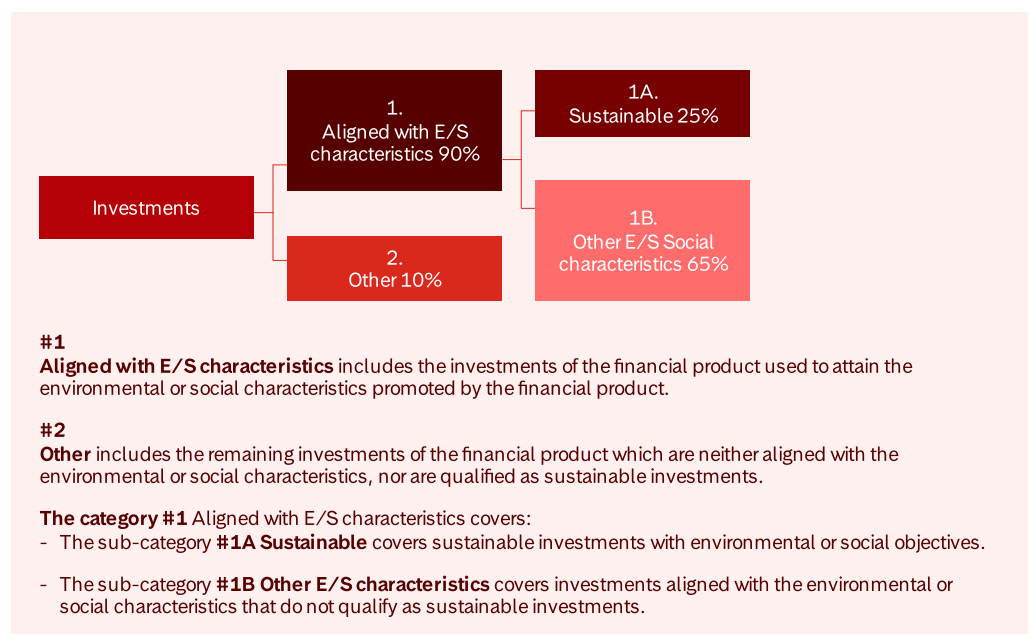 Investments
1.
Aligned with E/S
characteristics 90%
2.
Other 10%
1A.
Sustainable 25%
1B.
Other E/S Social
characteristics 65%
#1
Aligned with E/S characteristics includes the investments of the financial product used to attain the
environmental or social characteristics promoted by the financial product.
#2
Other includes the remaining investments of the financial product which are neither aligned with the
environmental or social characteristics, nor are qualified as sustainable investments.
The category #1 Aligned with E/S characteristics covers:
- The sub-category #1A Sustainable covers sustainable investments with environmental or social objectives.
- The sub-category #1B Other E/S characteristics covers investments aligned with the environmental or
social characteristics that do not qualify as sustainable investments.